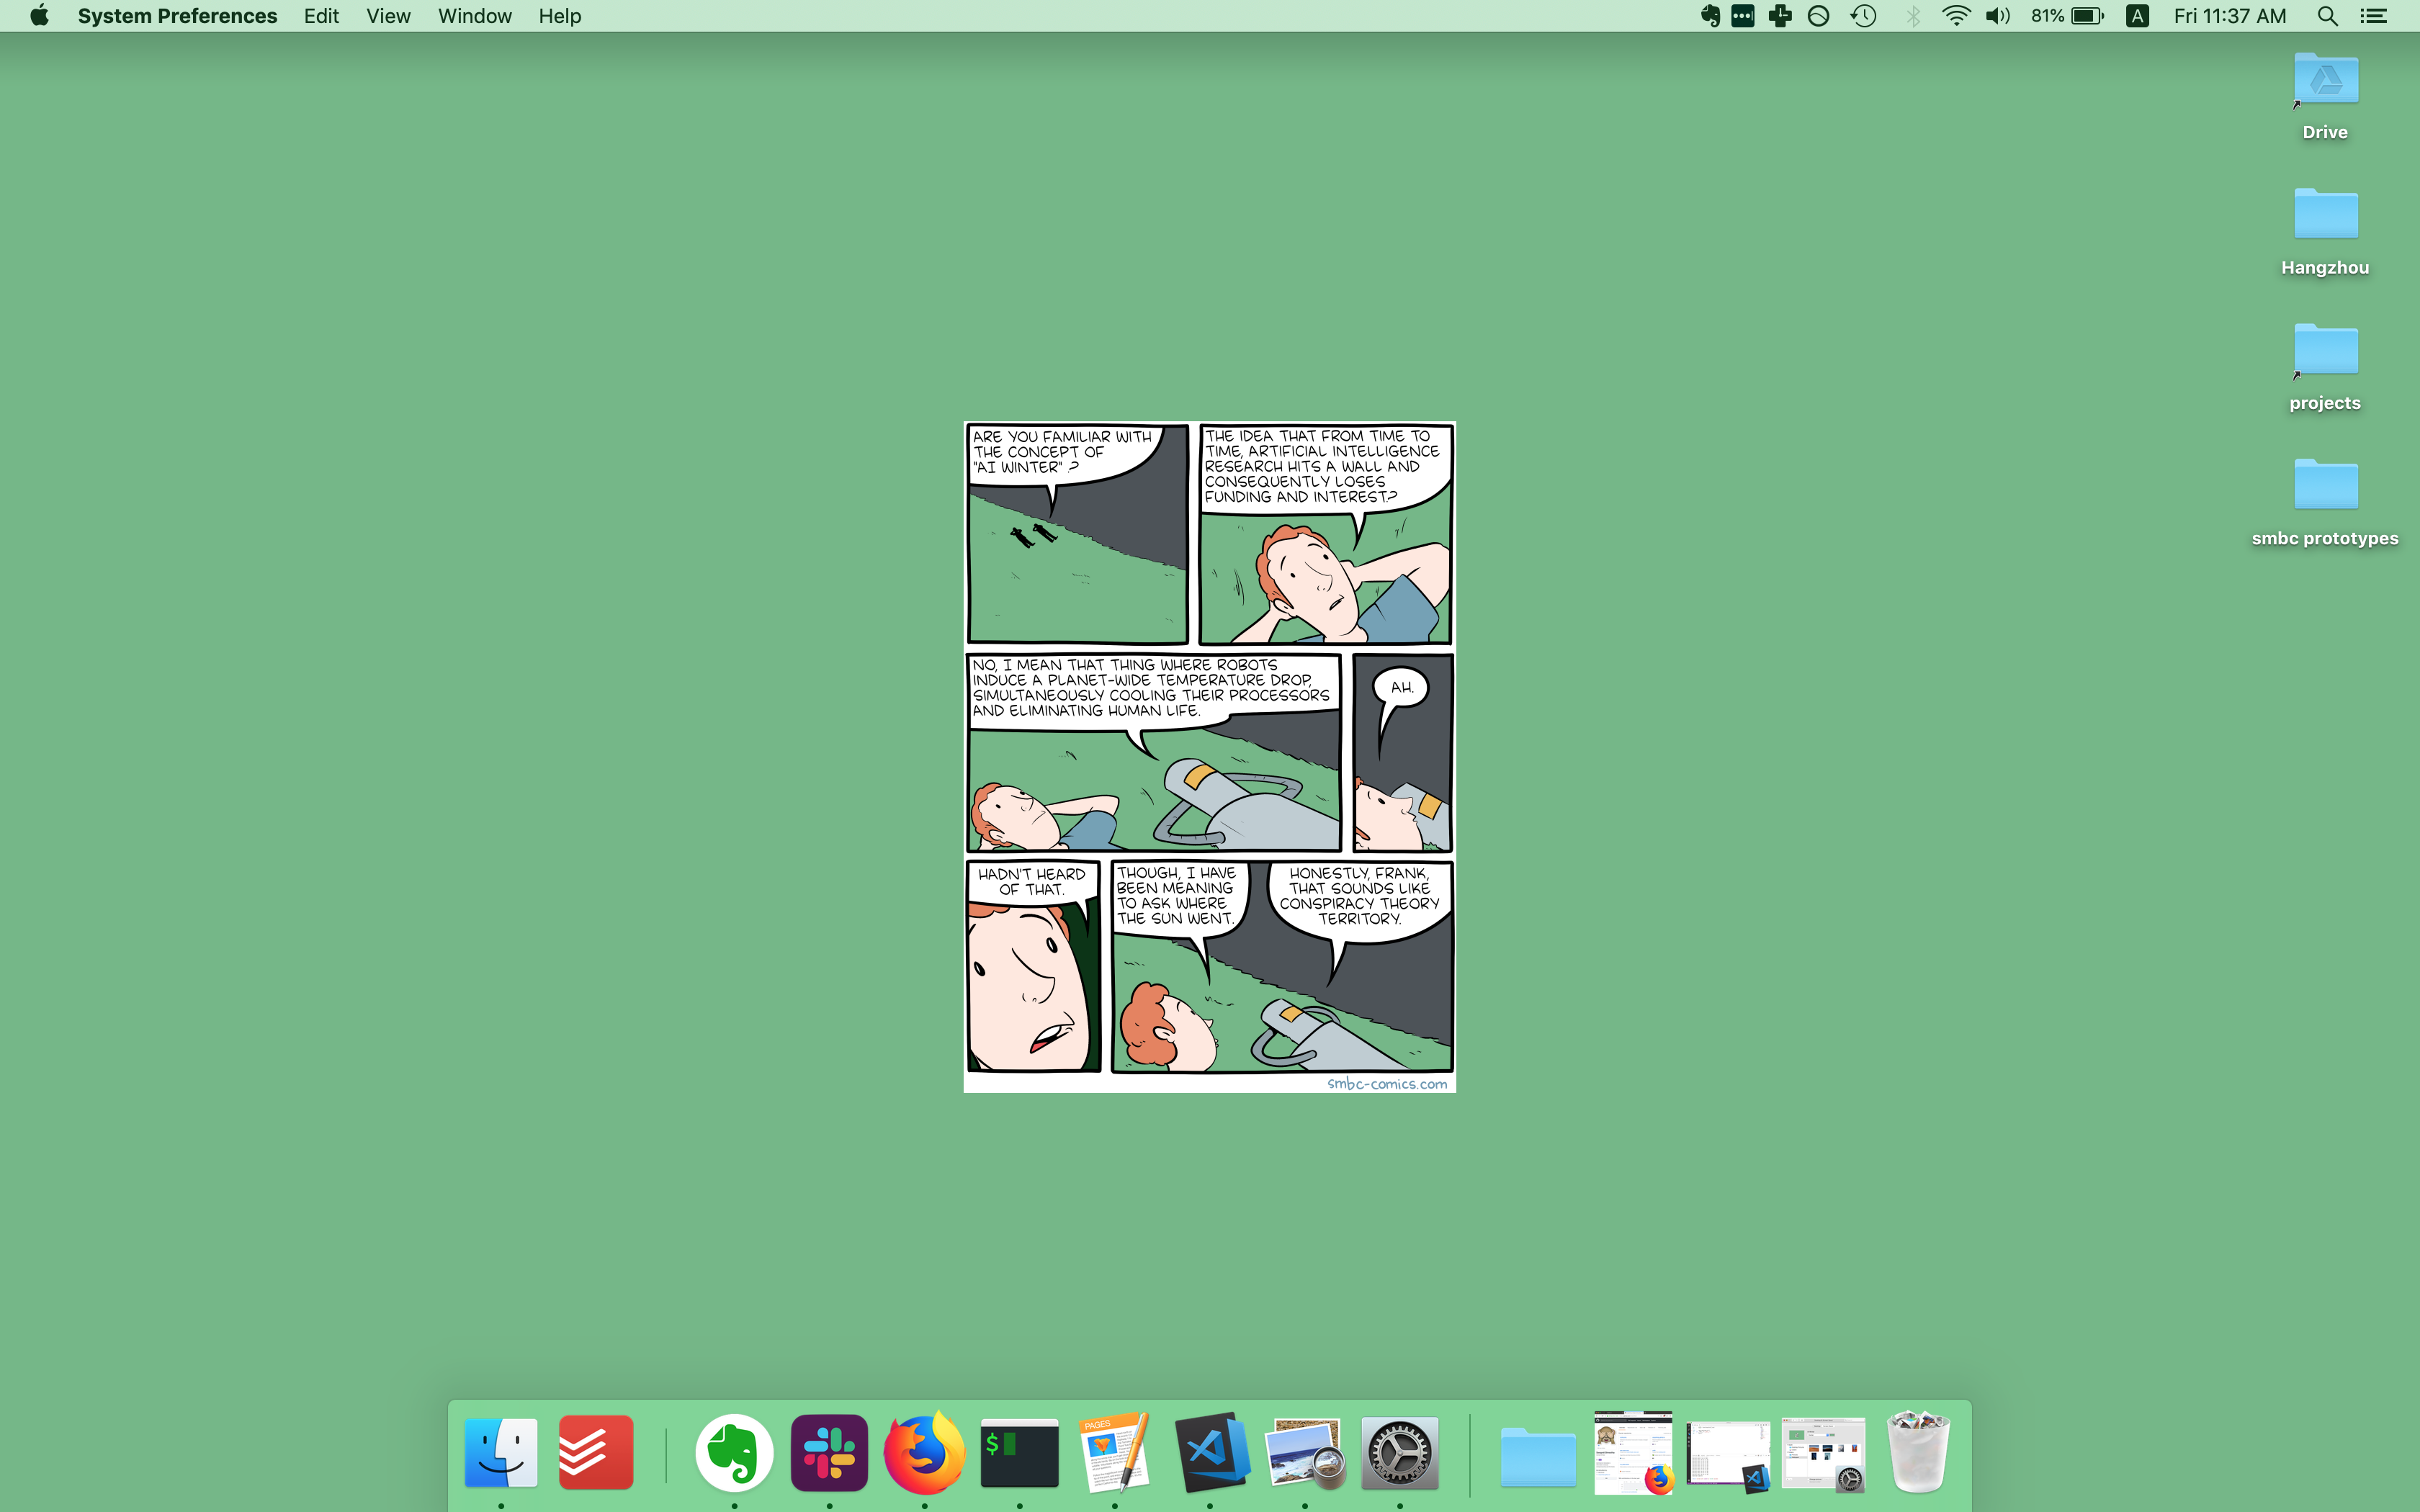 System Preferences Edit View Window Help
81% A Fri 11:37 AM
Drive
Hangzhou
projects
smbc prototypes
ARE YOU FAMILIAR WITH
THE CONCEPT OF
"AI WINTER" ?
THE IDEA THAT FROM TIME TO
TIME, ARTIFICIAL INTELLIGENCE
RESEARCH HITS A WALL AND
CONSEQUENTLY LOSES
FUNDING AND INTEREST?
NO, I MEAN THAT THING WHERE ROBOTS
INDUCE A PLANET-WIDE TEMPERATURE DROP,
SIMULTANEOUSLY COOLING THEIR PROCESSORS
AND ELIMINATING HUMAN LIFE.
AH.
HADN'T HEARD
OF THAT.
THOUGH, I HAVE
BEEN MEANING
TO ASK WHERE
THE SUN WENT.
HONESTLY, FRANK,
THAT SOUNDS LIKE
CONSPIRACY THEORY
TERRITORY.
smbc-comics.com
$
PAGES